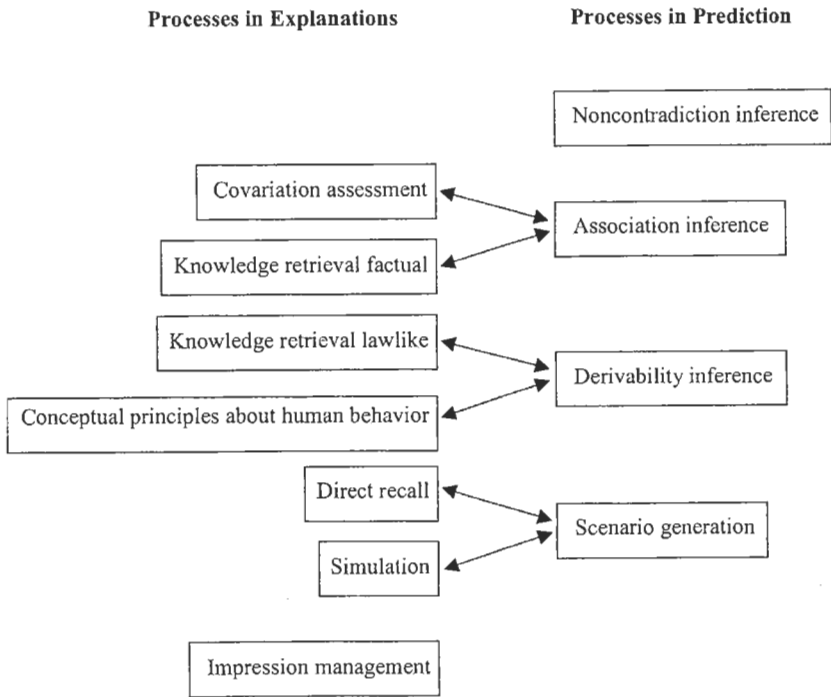 Processes in Explanations
Processes in Prediction
Noncontradiction inference
Covariation assessment
Association inference
Knowledge retrieval factual
Knowledge retrieval lawlike
Derivability inference
Conceptual principles about human behavior
Direct recall
Scenario generation
Simulation
Impression management